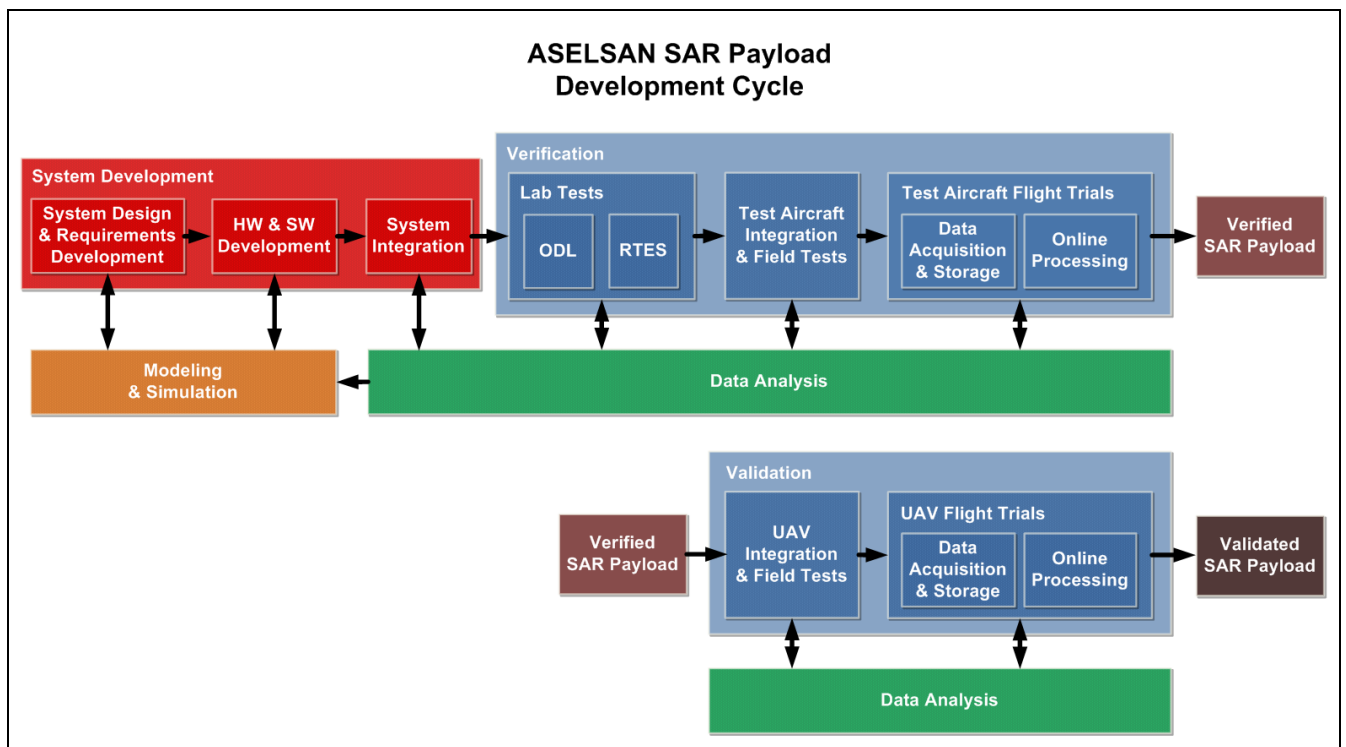 ASELSAN SAR Payload
Development Cycle
System Development
System Design
& Requirements
Development
HW & SW
Development
System
Integration
Verification
Lab Tests
ODL
RTES
Test Aircraft
Integration
& Field Tests
Test Aircraft Flight Trials
Data
Acquisition
& Storage
Online
Processing
Verified
SAR Payload
Modeling
& Simulation
Data Analysis
Verified
SAR Payload
Validation
UAV
Integration
& Field Tests
UAV Flight Trials
Data
Acquisition
& Storage
Online
Processing
Validated
SAR Payload
Data Analysis